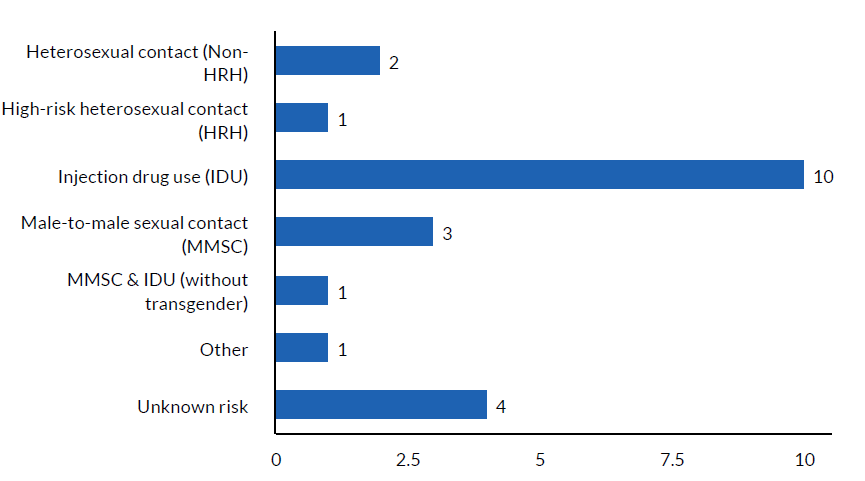 Heterosexual contact (Non-
HRH)
2
High-risk heterosexual contact
(HRH)
1
Injection drug use (IDU)
10
Male-to-male sexual contact
(MMSC)
3
MMSC & IDU (without
transgender)
1
Other
1
Unknown risk
4
0 2.5 5 7.5 10